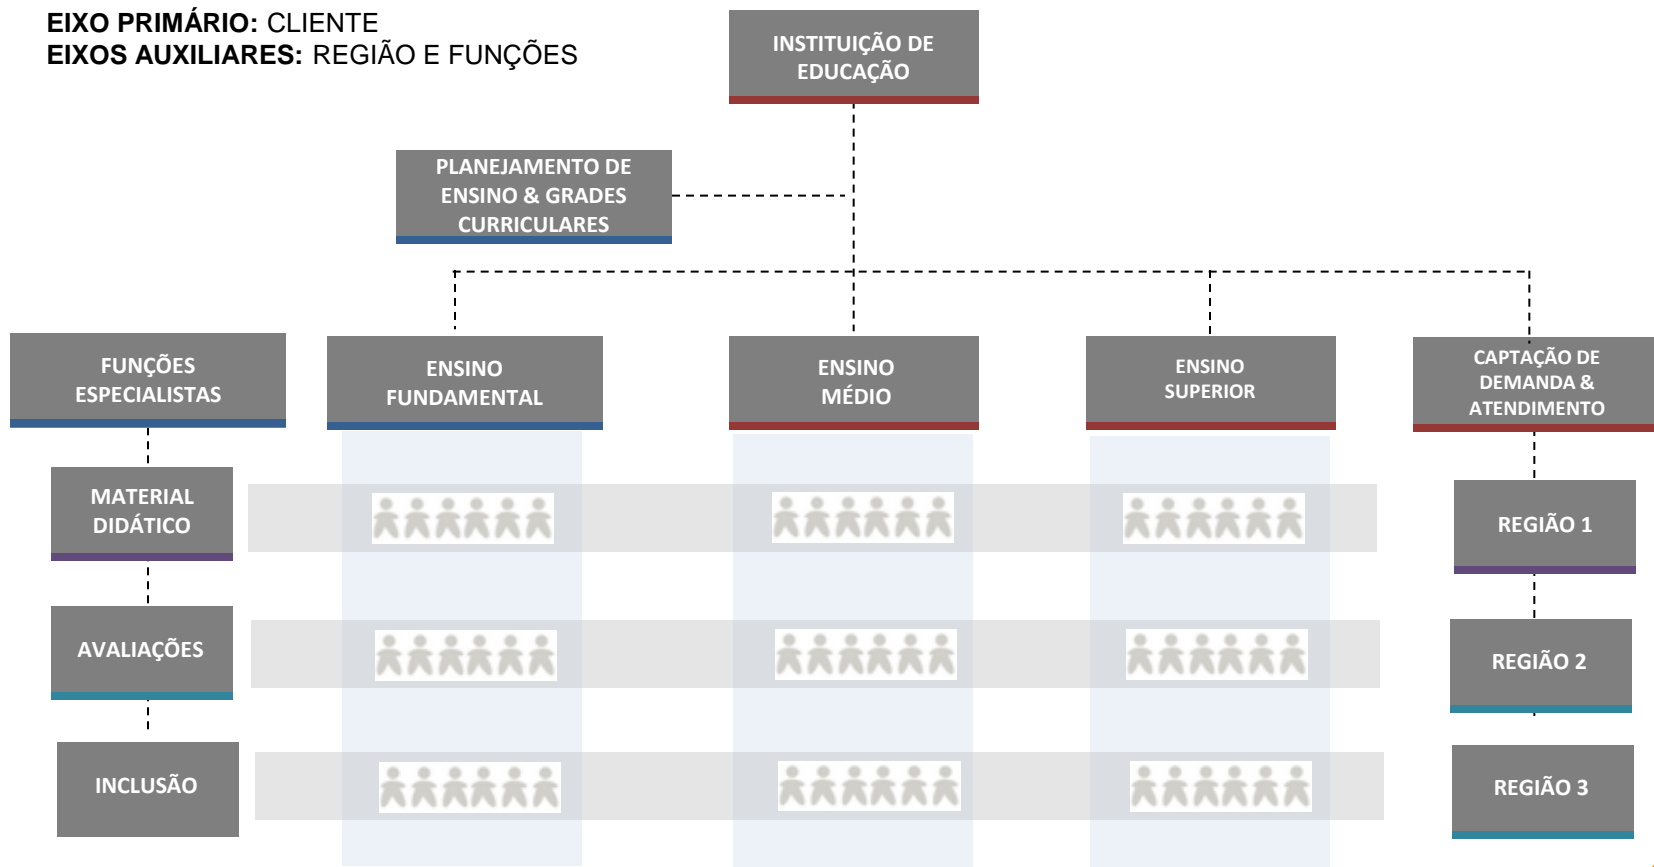 EIXO PRIMÁRIO: CLIENTE
EIXOS AUXILIARES: REGIÃO E FUNÇÕES
INSTITUIÇÃO DE
EDUCAÇÃO
PLANEJAMENTO DE
ENSINO & GRADES
CURRICULARES
FUNÇÕES
ESPECIALISTAS
ENSINO
FUNDAMENTAL
ENSINO
MÉDIO
ENSINO
SUPERIOR
CAPTAÇÃO DE
DEMANDA &
ATENDIMENTO
MATERIAL
DIDÁTICO
REGIÃO 1
AVALIAÇÕES
REGIÃO 2
INCLUSÃO
REGIÃO 3